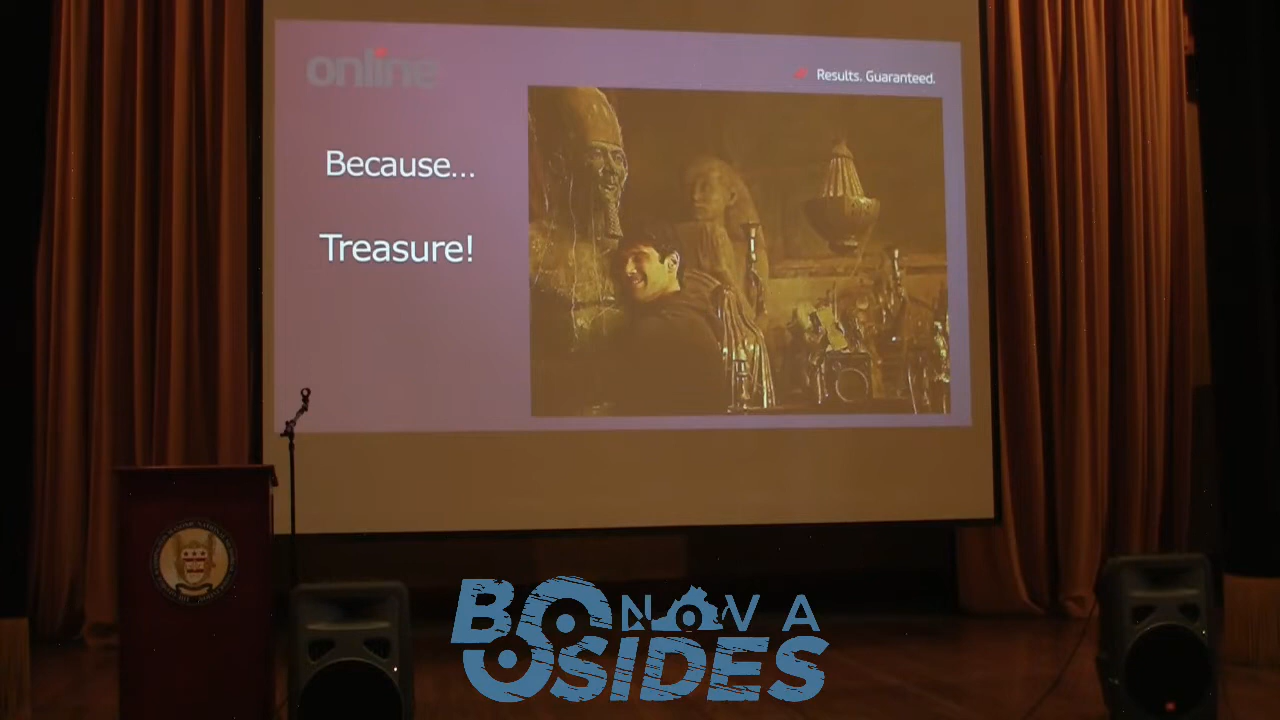 online
Results. Guaranteed.
Because...
Treasure!
BSIDES
NOVA